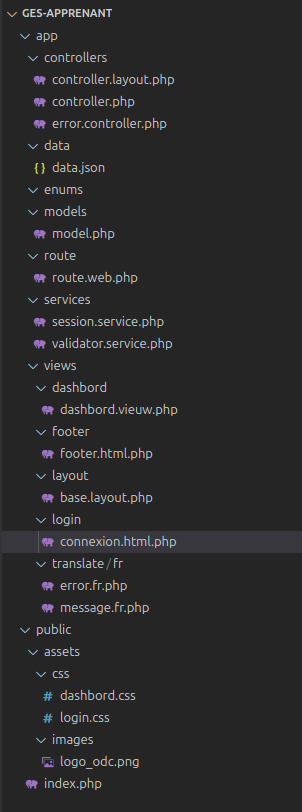 GES-APPRENANT
app
controllers
controller.layout.php
controller.php
error.controller.php
data
{ } data.json
enums
models
model.php
route
route.web.php
services
session.service.php
validator.service.php
views
dashbord
dashbord.vieuw.php
footer
footer.html.php
layout
base.layout.php
login
connexion.html.php
translate / fr
error.fr.php
message.fr.php
public
assets
css
# dashbord.css
# login.css
images
logo_odc.png
index.php